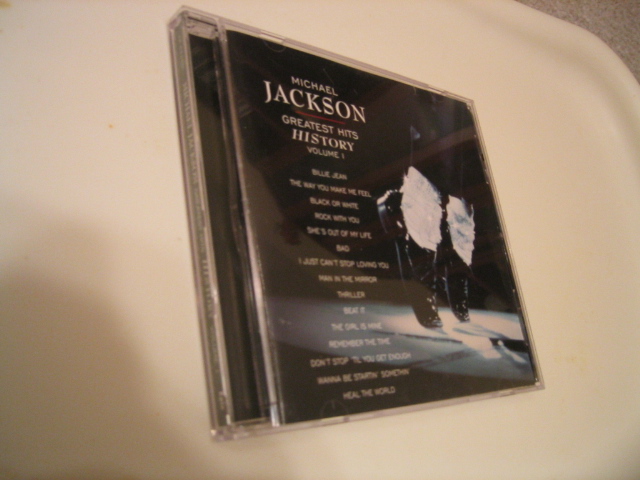 MICHAEL
JACKSON
GREATEST HITS
HISTORY
VOLUME I
BILLIE JEAN
THE WAY YOU MAKE ME FEEL
BLACK OR WHITE
ROCK WITH YOU
SHE'S OUT OF MY LIFE
BAD
I JUST CAN'T STOP LOVING YOU
MAN IN THE MIRROR
THRILLER
BEAT IT
THE GIRL IS MINE
REMEMBER THE TIME
DON'T STOP 'TIL YOU GET ENOUGH
WANNA BE STARTIN' SOMETHIN'
HEAL THE WORLD